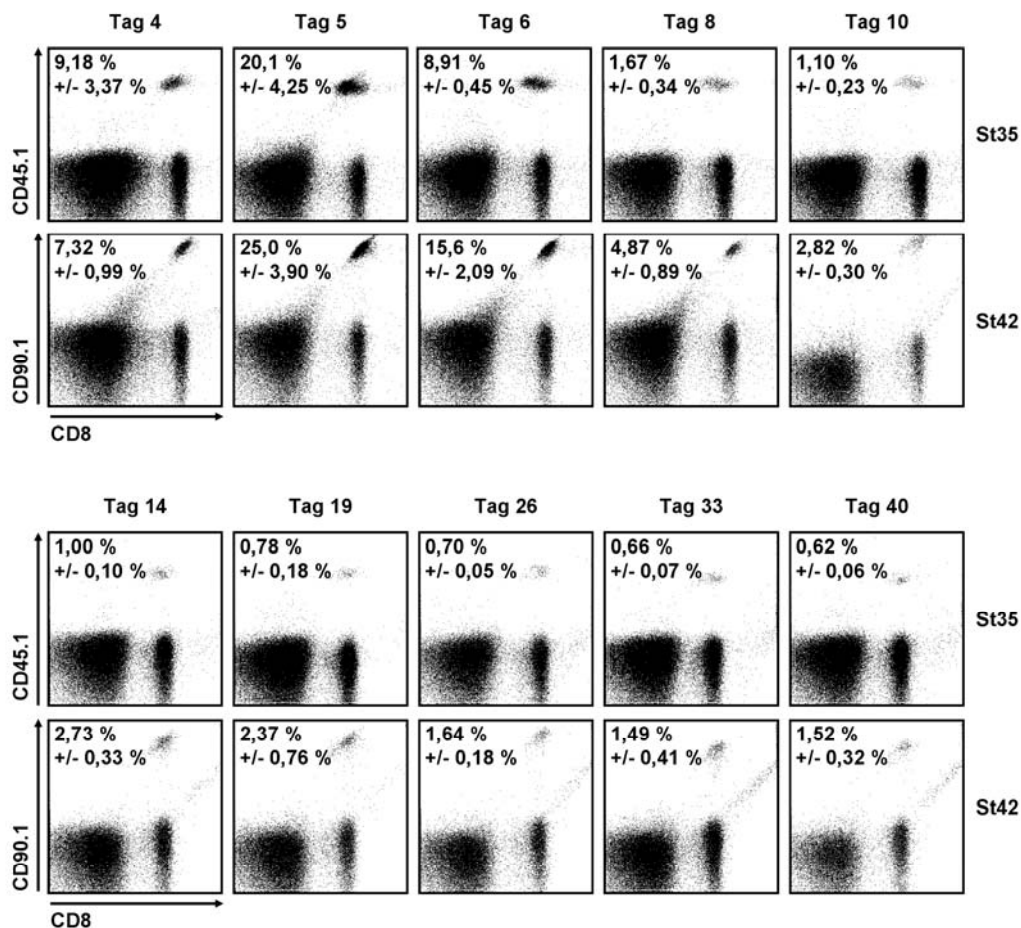 Tag 4 Tag 5 Tag 6 Tag 8 Tag 10
9,18 % 20,1 % 8,91 % 1,67 % 1,10 %
+/- 3,37 % +/- 4,25 % +/- 0,45 % +/- 0,34 % +/- 0,23 %
CD45.1
St35
7,32 % 25,0 % 15,6 % 4,87 % 2,82 %
+/- 0,99 % +/- 3,90 % +/- 2,09 % +/- 0,89 % +/- 0,30 %
CD90.1
St42
CD8
Tag 14 Tag 19 Tag 26 Tag 33 Tag 40
1,00 % 0,78 % 0,70 % 0,66 % 0,62 %
+/- 0,10 % +/- 0,18 % +/- 0,05 % +/- 0,07 % +/- 0,06 %
CD45.1
St35
2,73 % 2,37 % 1,64 % 1,49 % 1,52 %
+/- 0,33 % +/- 0,76 % +/- 0,18 % +/- 0,41 % +/- 0,32 %
CD90.1
St42
CD8